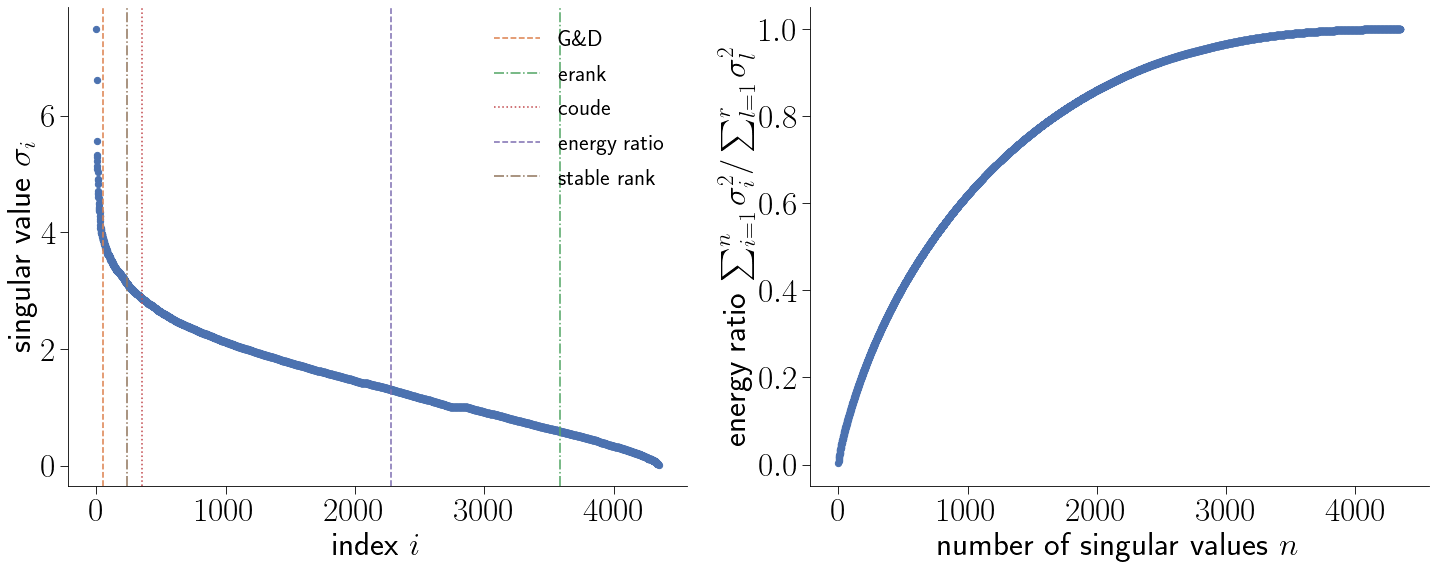 singular value σ_i
6
4
2
0
0 1000 2000 3000 4000
index i
G&D
erank
coude
energy ratio
stable rank
energy ratio ∑_{i=1}^{n} σ_i^2 / ∑_{l=1}^{r} σ_l^2
1.0
0.8
0.6
0.4
0.2
0.0
0 1000 2000 3000 4000
number of singular values n